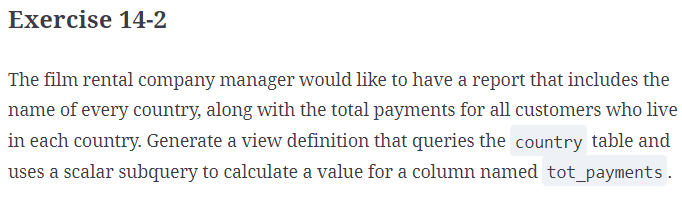 Exercise 14-2
The film rental company manager would like to have a report that includes the
name of every country, along with the total payments for all customers who live
in each country. Generate a view definition that queries the country table and
uses a scalar subquery to calculate a value for a column named tot_payments.